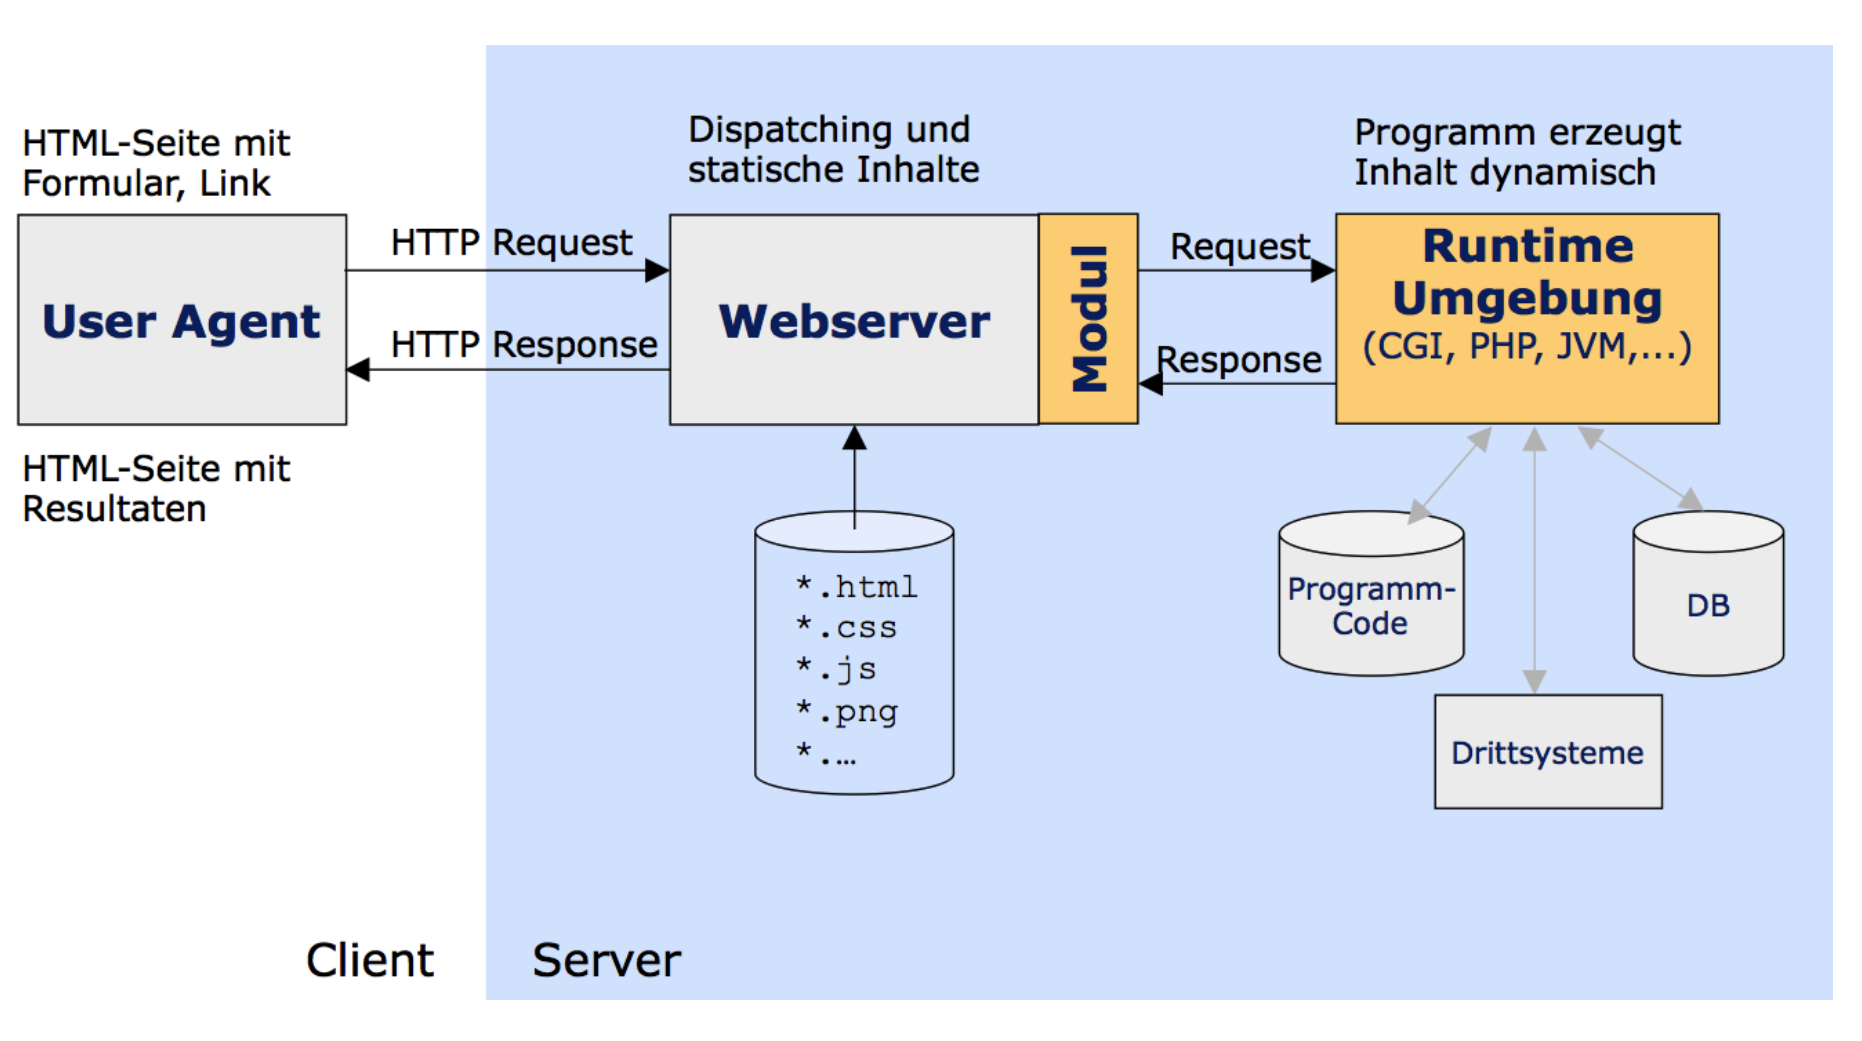 HTML-Seite mit
Formular, Link
User Agent
HTML-Seite mit
Resultaten
HTTP Request
HTTP Response
Dispatching und
statische Inhalte
Webserver
Modul
*.html
*.css
*.js
*.png
*.…
Request
Response
Programm erzeugt
Inhalt dynamisch
Runtime
Umgebung
(CGI, PHP, JVM,...)
Programm-
Code
DB
Drittsysteme
Client
Server